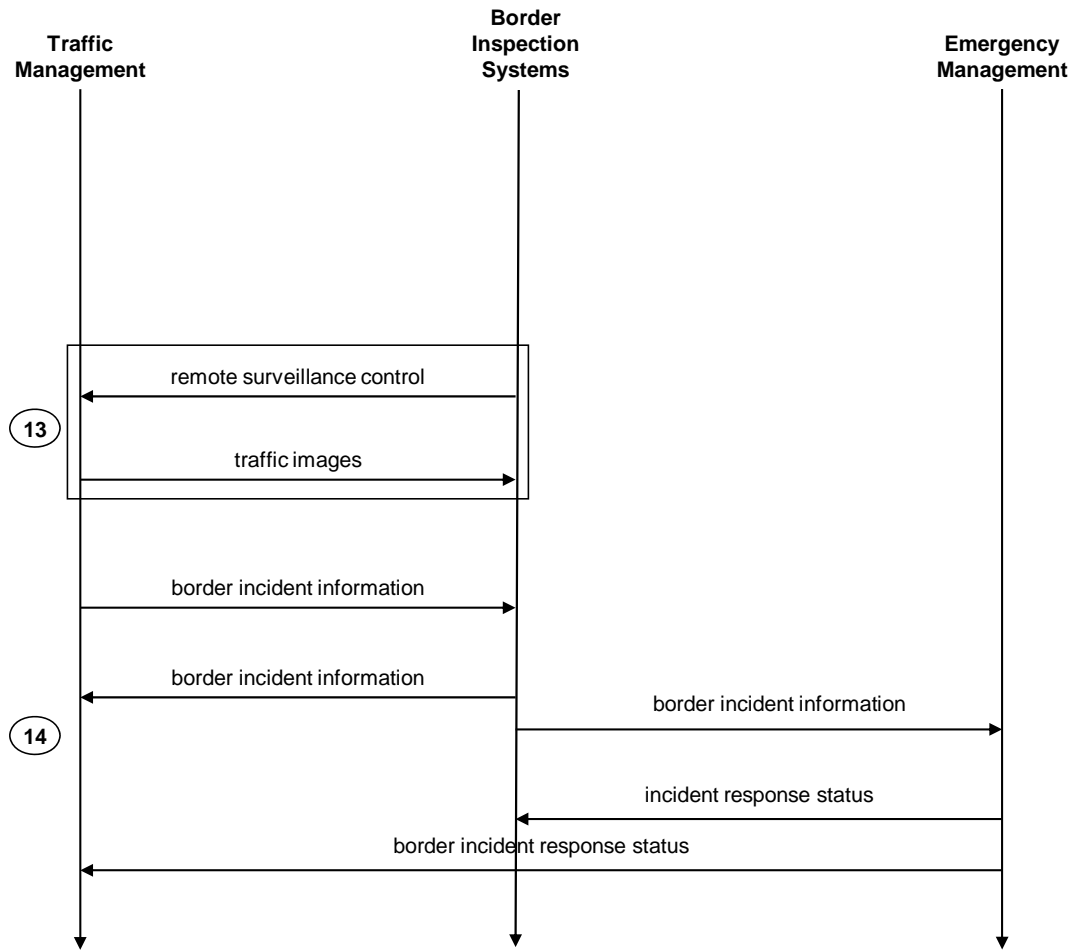 Traffic
Management
Border
Inspection
Systems
Emergency
Management
remote surveillance control
13
traffic images
border incident information
border incident information
border incident information
14
incident response status
border incident response status